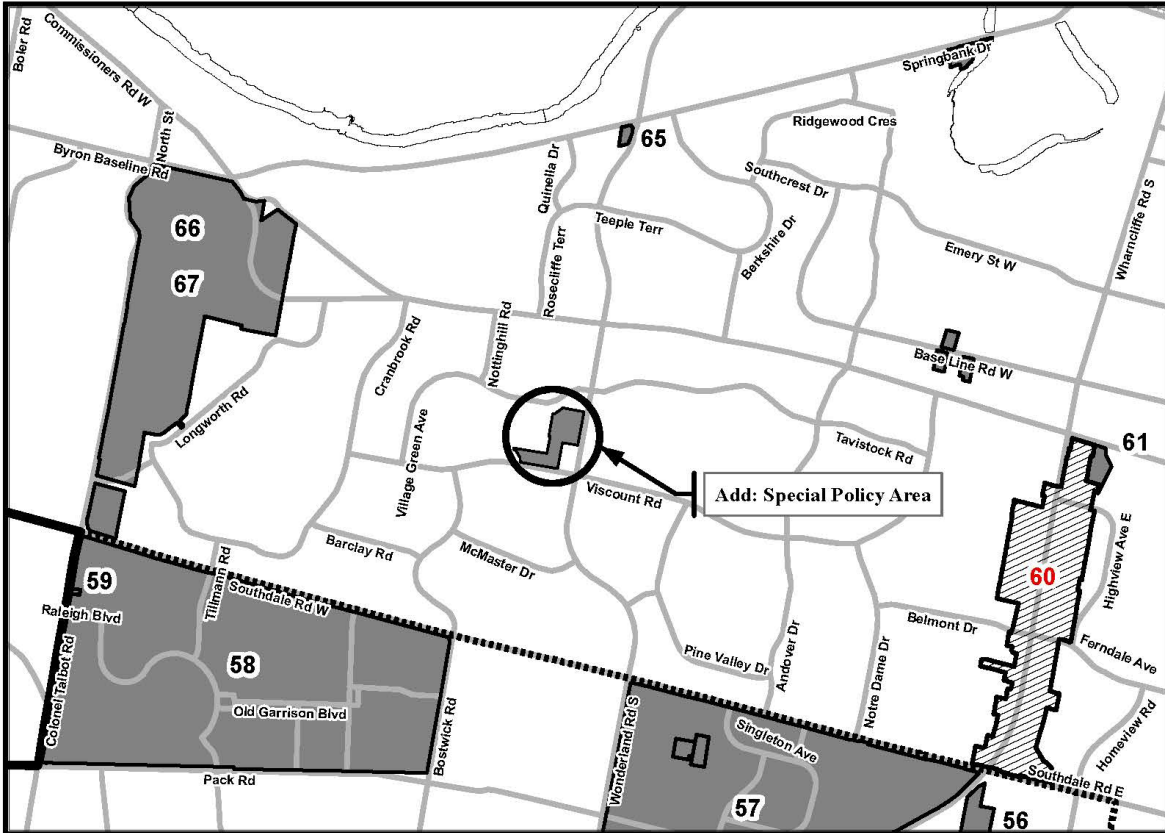 Boler Rd
Commissioners Rd W
Springbank Dr
North St
65
Ridgewood Cres
Byron Baseline Rd
Quinella Dr
Southcrest Dr
Wharncliffe Rd S
66
Teeple Terr
Berkshire Dr
Emery St W
67
Rosecliffe Terr
Nottinghill Rd
Cranbrook Rd
Base Line Rd W
Longworth Rd
Village Green Ave
Tavistock Rd
61
Viscount Rd
Add: Special Policy Area
Barclay Rd
McMaster Dr
Highview Ave E
59
Tillmann Rd
Southdale Rd W
60
Raleigh Blvd
Belmont Dr
Ferndale Ave
58
Pine Valley Dr
Andover Dr
Notre Dame Dr
Colonel Talbot Rd
Old Garrison Blvd
Bostwick Rd
Wonderland Rd S
Singleton Ave
Homeview Rd
Pack Rd
Southdale Rd E
57
56